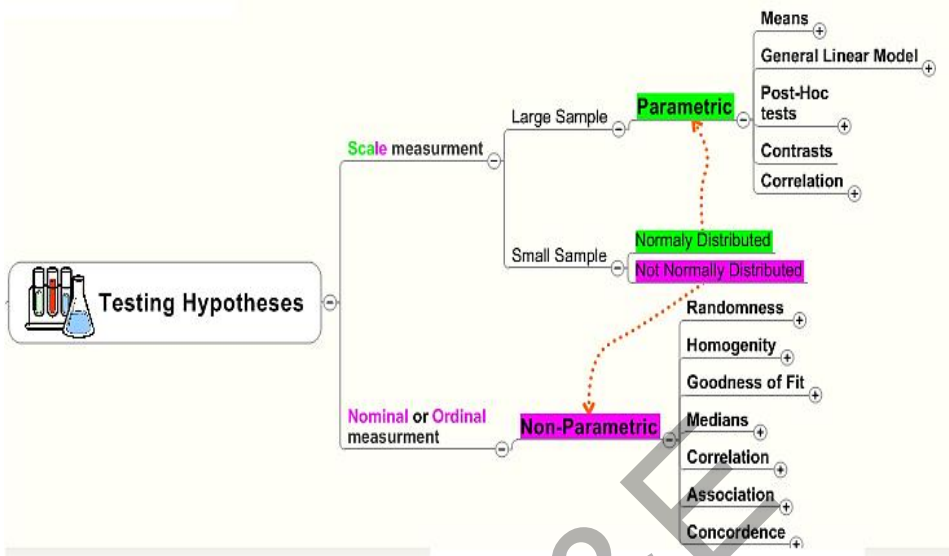 Testing Hypotheses
Scale measurment
Large Sample
Parametric
Means
General Linear Model
Post-Hoc
tests
Contrasts
Correlation
Small Sample
Normaly Distributed
Not Normally Distributed
Nominal or Ordinal
measurment
Non-Parametric
Randomness
Homogenity
Goodness of Fit
Medians
Correlation
Association
Concordence